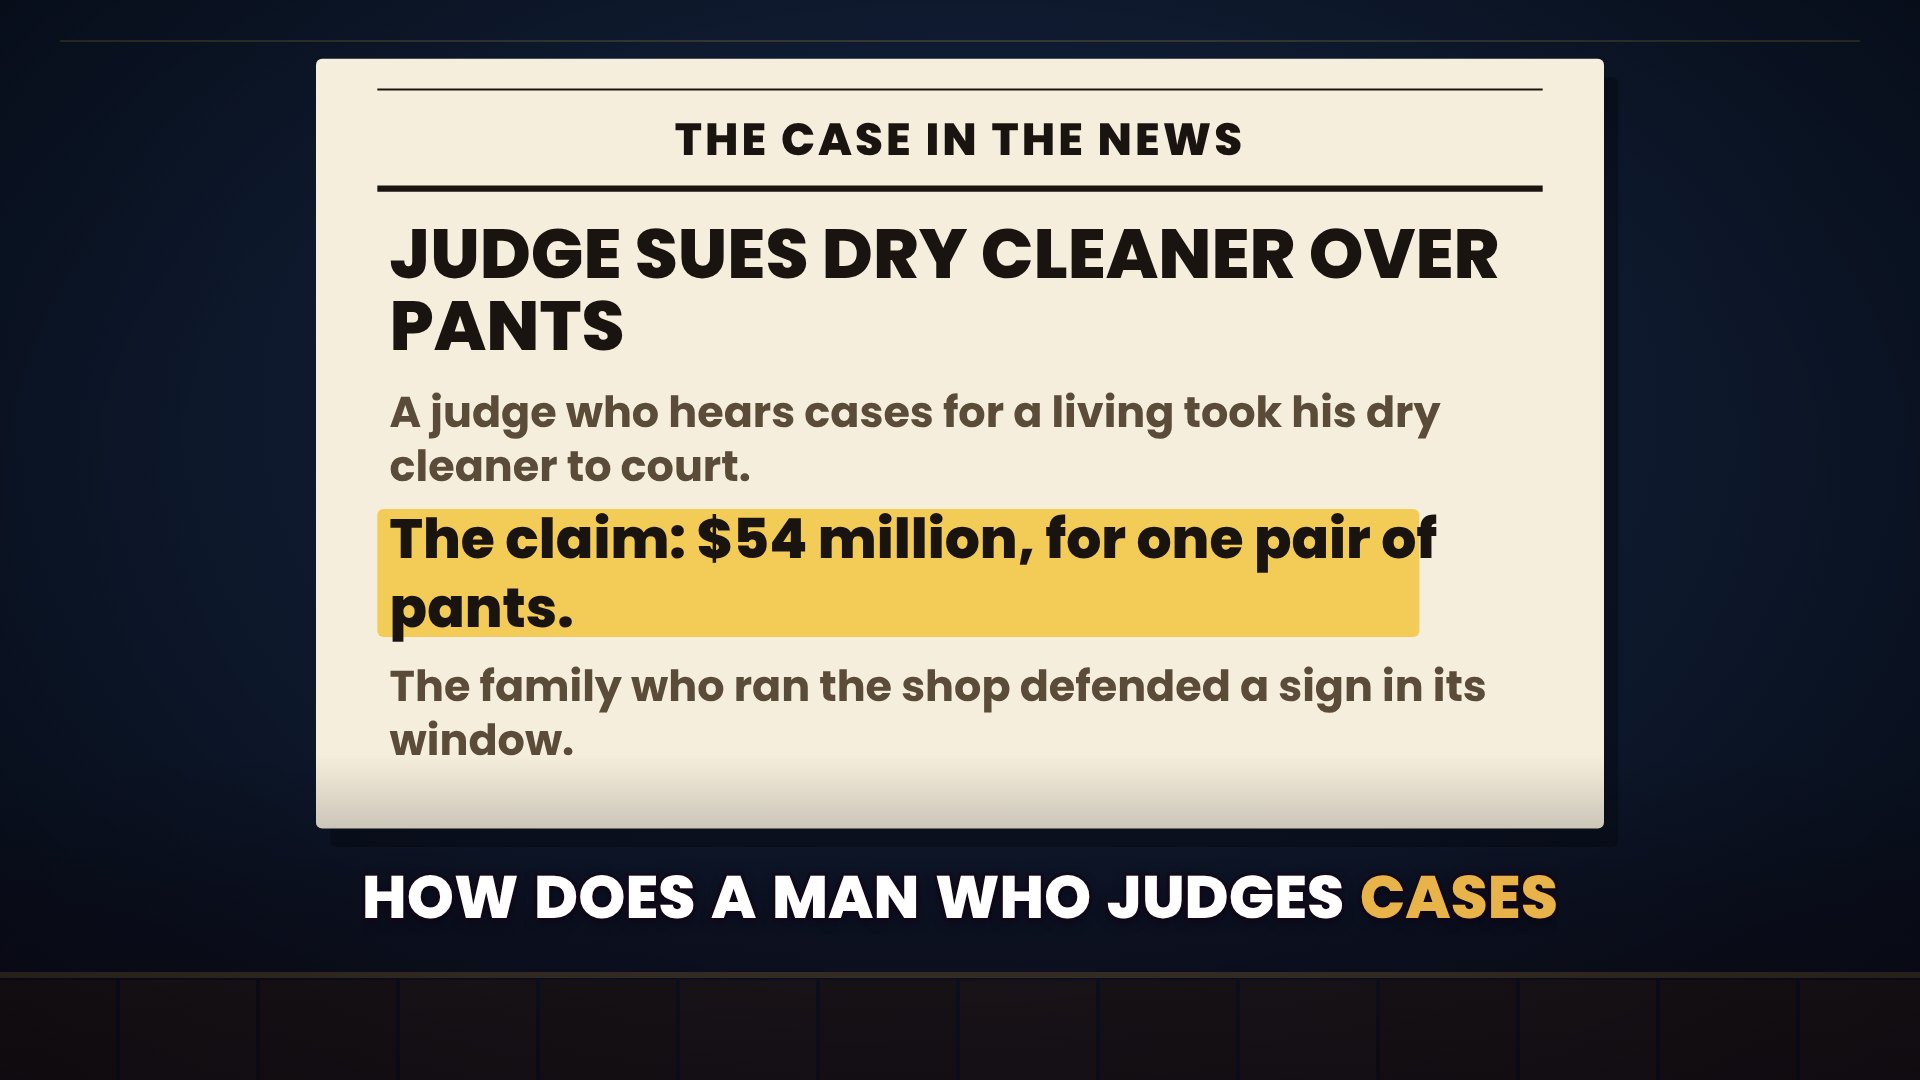 THE CASE IN THE NEWS
JUDGE SUES DRY CLEANER OVER
PANTS
A judge who hears cases for a living took his dry
cleaner to court.
The claim: $54 million, for one pair of
pants.
The family who ran the shop defended a sign in its
window.
HOW DOES A MAN WHO JUDGES CASES